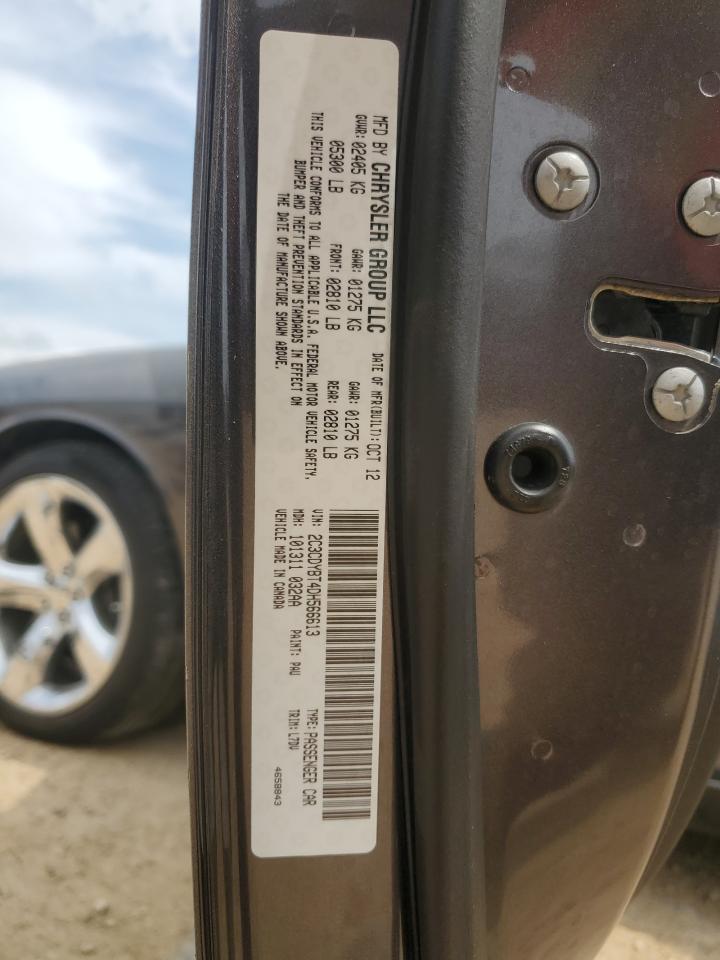 MFD BY CHRYSLER GROUP LLC DATE OF MFR(BUILT): OCT 12
GVWR: 02405 KG GAWR: 01275 KG GAWR: 01275 KG
05300 LB FRONT: 02810 LB REAR: 02810 LB
THIS VEHICLE CONFORMS TO ALL APPLICABLE U.S.A. FEDERAL MOTOR VEHICLE SAFETY,
BUMPER AND THEFT PREVENTION STANDARDS IN EFFECT ON
THE DATE OF MANUFACTURE SHOWN ABOVE.
VIN: 2C3CDYBT4DH566613 TYPE: PASSENGER CAR
MDH: 101311 032AA PAINT: PAV TRIM: L7DV
VEHICLE MADE IN CANADA 4658843